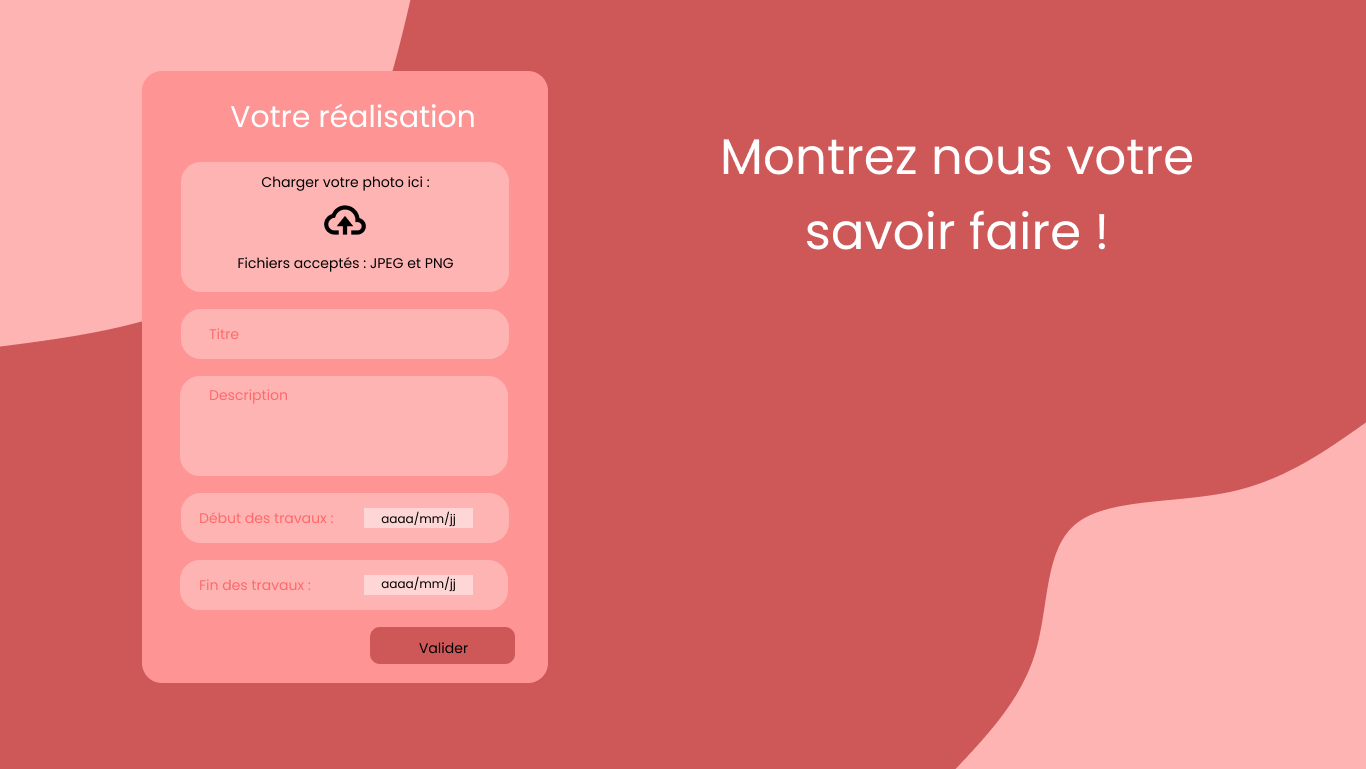 Votre réalisation
Charger votre photo ici :
Fichiers acceptés : JPEG et PNG
Titre
Description
Début des travaux :
aaaa/mm/jj
Fin des travaux :
aaaa/mm/jj
Valider
Montrez nous votre
savoir faire !